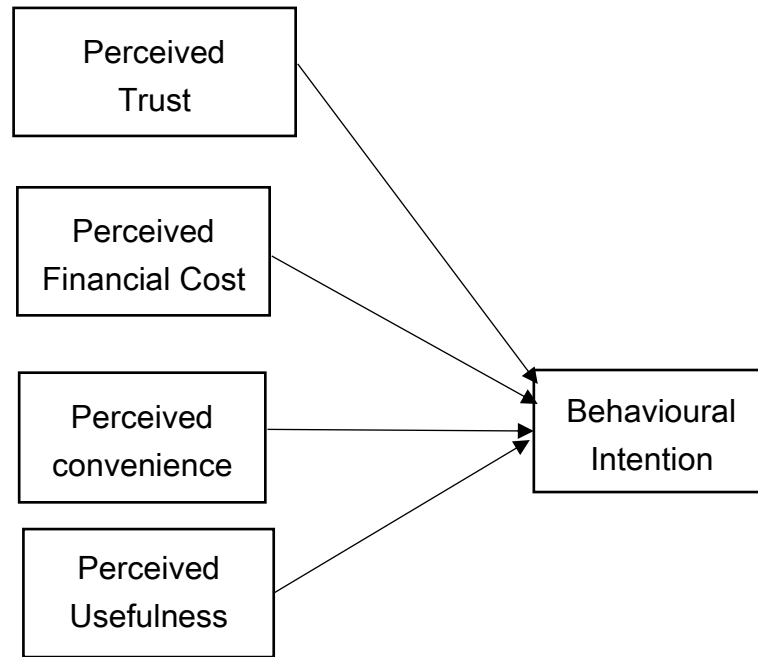 Perceived
Trust
Perceived
Financial Cost
Perceived
convenience
Perceived
Usefulness
Behavioural
Intention